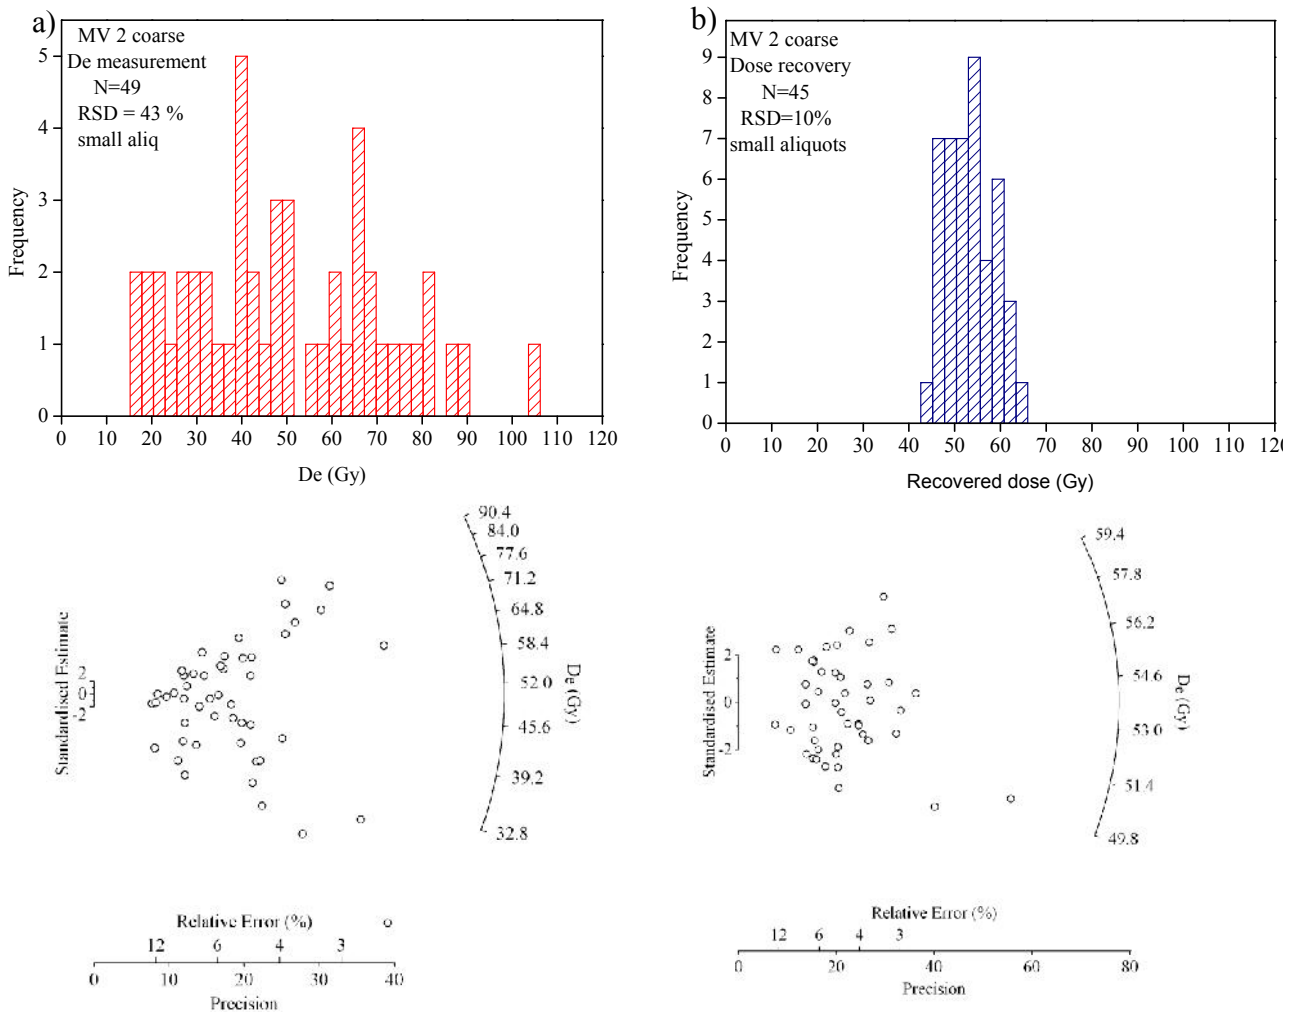 a)
MV 2 coarse
De measurement
N=49
RSD = 43 %
small aliq
5
4
3
2
1
0
Frequency
0 10 20 30 40 50 60 70 80 90 100 110 120
De (Gy)
b)
MV 2 coarse
Dose recovery
N=45
RSD=10%
small aliquots
9
8
7
6
5
4
3
2
1
0
Frequency
0 10 20 30 40 50 60 70 80 90 100 110 120
Recovered dose (Gy)
90.4
84.0
77.6
71.2
64.8
58.4
52.0
45.6
39.2
32.8
De (Gy)
Standardised Estimate
2
0
-2
Relative Error (%)
12 6 4 3
0 10 20 30 40
Precision
59.4
57.8
56.2
54.6
53.0
51.4
49.8
De (Gy)
Standardised Estimate
2
0
-2
Relative Error (%)
12 6 4 3
0 20 40 60 80
Precision